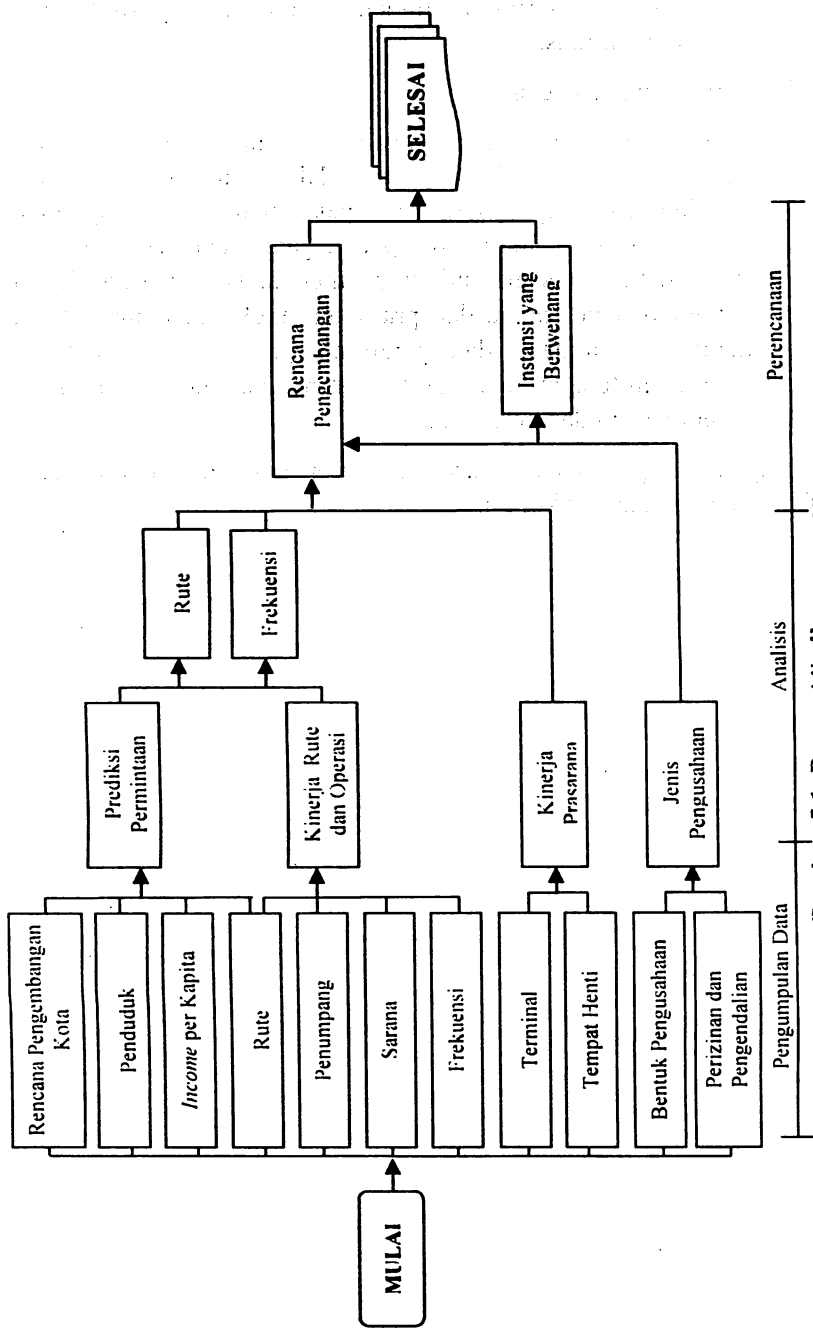 MULAI
Rencana Pengembangan
Kota
Penduduk
Income per Kapita
Rute
Penumpang
Sarana
Frekuensi
Terminal
Tempat Henti
Bentuk Pengusahaan
Perizinan dan
Pengendalian
Prediksi
Permintaan
Kinerja Rute
dan Operasi
Kinerja
Prasarana
Jenis
Pengusahaan
Rute
Frekuensi
Rencana
Pengembangan
Instansi yang
Berwenang
SELESAI
Pengumpulan Data
Analisis
Perencanaan